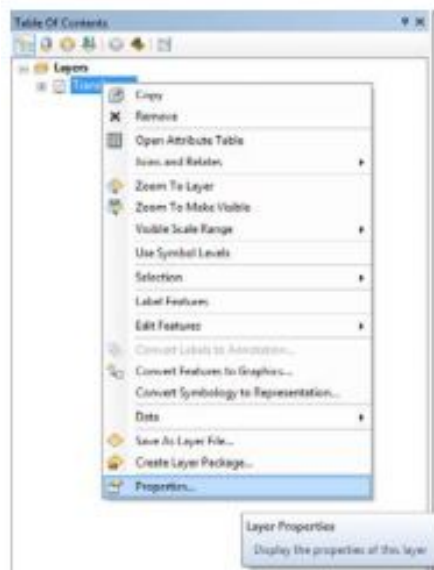 Table Of Contents
Layers
Copy
Remove
Open Attribute Table
Joins and Relates
Zoom To Layer
Zoom To Make Visible
Visible Scale Range
Use Symbol Levels
Selection
Label Features
Edit Features
Convert Labels to Annotation...
Convert Features to Graphics...
Convert Symbology to Representation...
Data
Save As Layer File...
Create Layer Package...
Properties...
Layer Properties
Display the properties of this layer